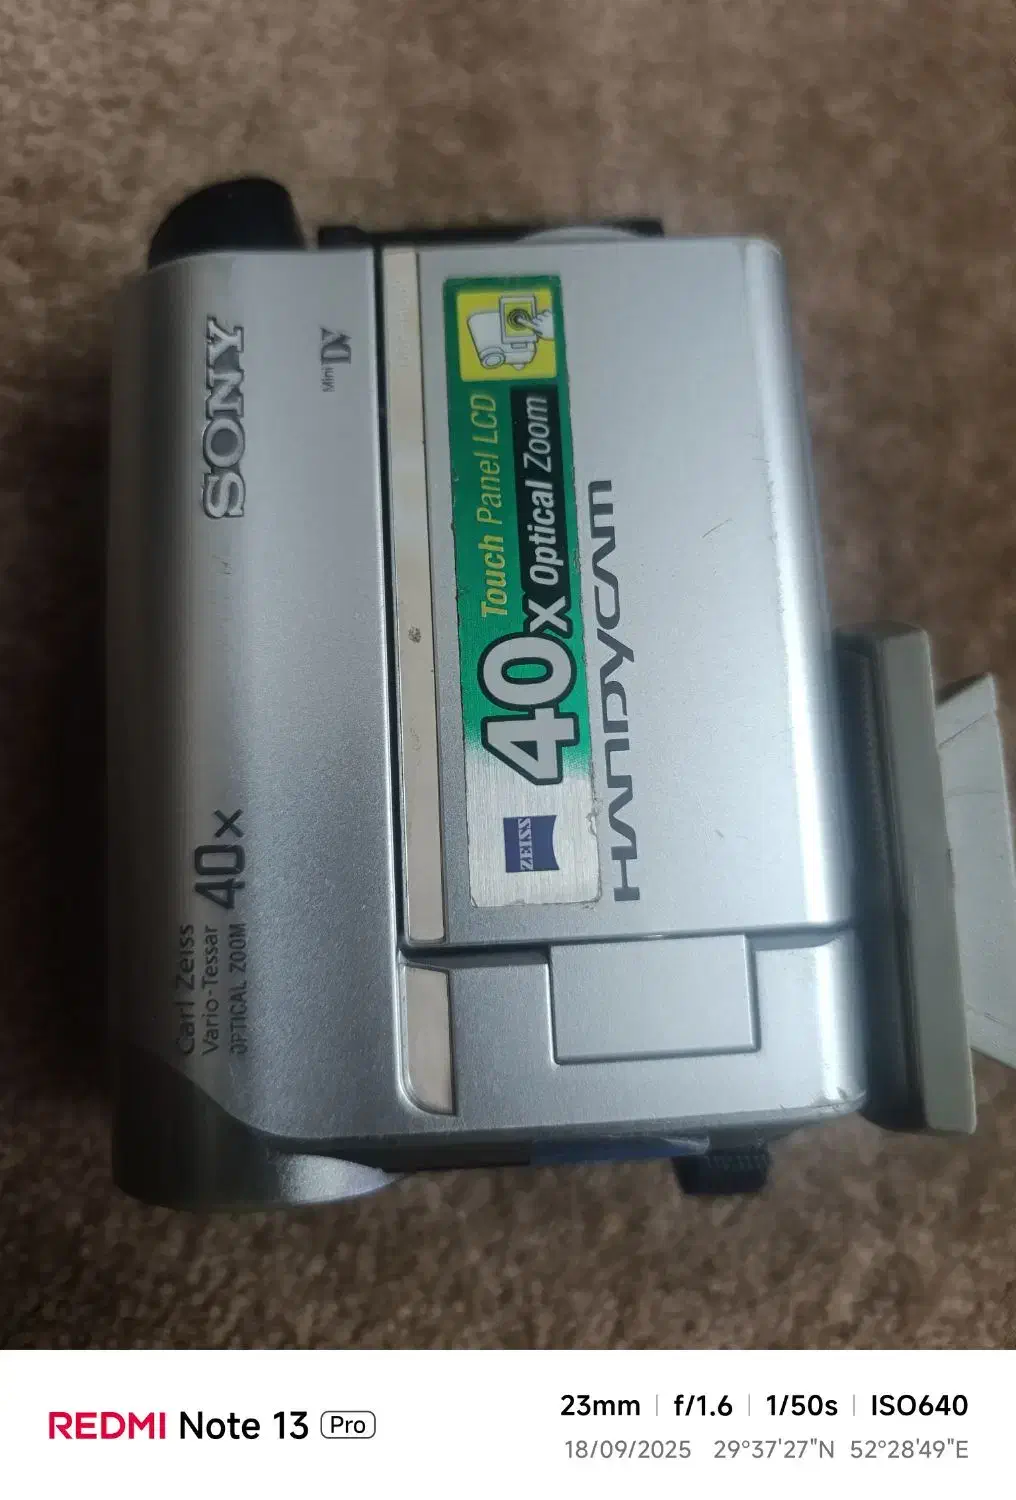 SONY
Mini DV
Carl Zeiss
Vario-Tessar
OPTICAL ZOOM 40x
Touch Panel LCD
40x Optical Zoom
ZEISS
HANDYCAM
REDMI Note 13 Pro
23mm | f/1.6 | 1/50s | ISO640
18/09/2025 29°37'27"N 52°28'49"E